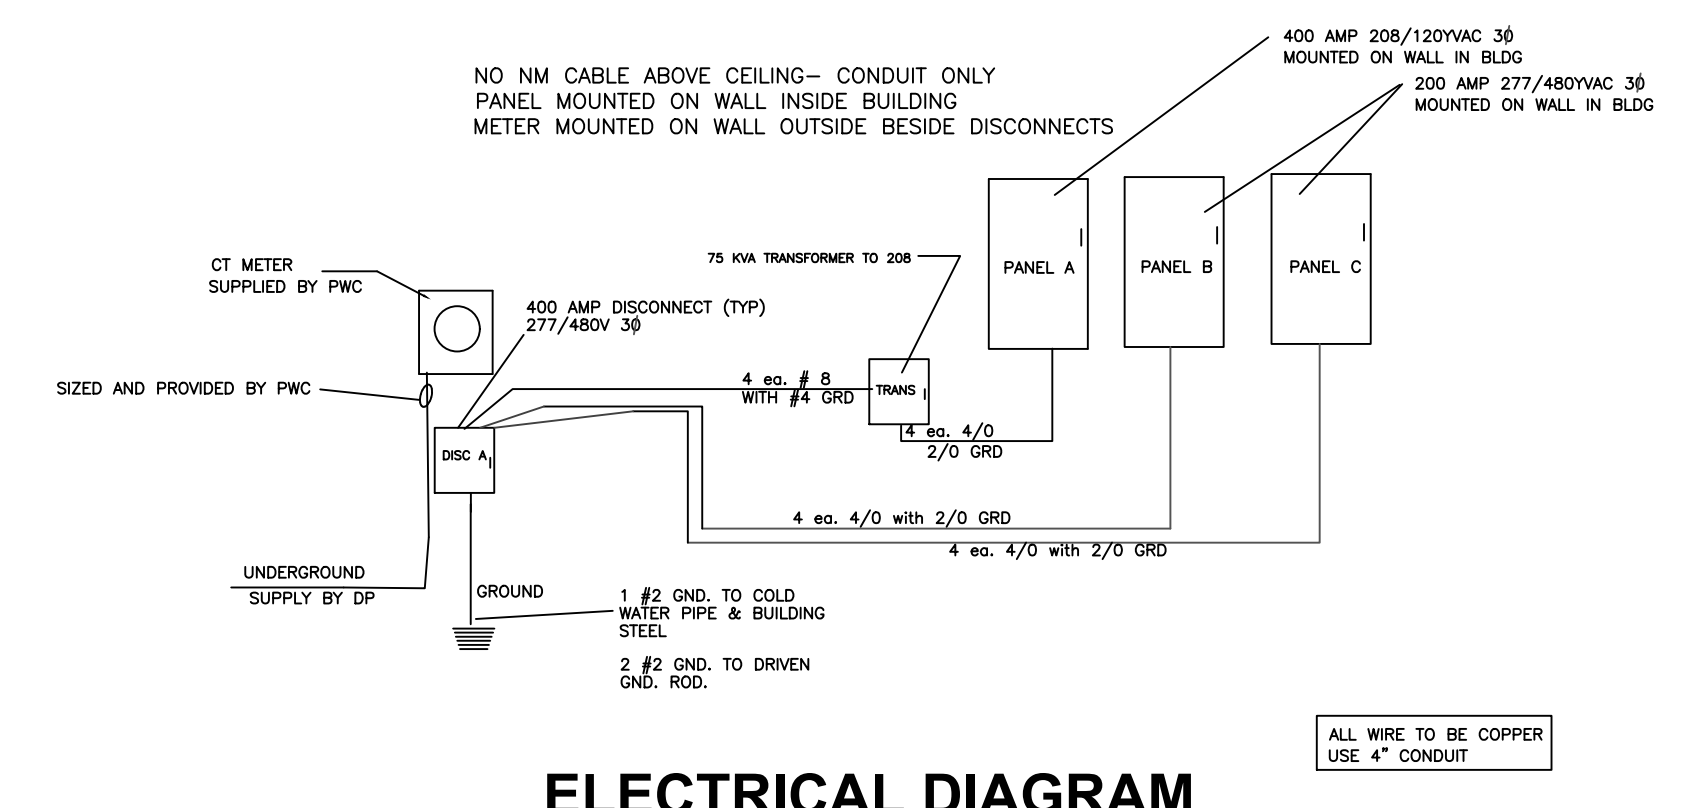 400 AMP 208/120YVAC 3ϕ
MOUNTED ON WALL IN BLDG
200 AMP 277/480YVAC 3ϕ
MOUNTED ON WALL IN BLDG
NO NM CABLE ABOVE CEILING– CONDUIT ONLY
PANEL MOUNTED ON WALL INSIDE BUILDING
METER MOUNTED ON WALL OUTSIDE BESIDE DISCONNECTS
CT METER
SUPPLIED BY PWC
75 KVA TRANSFORMER TO 208
PANEL A
PANEL B
PANEL C
400 AMP DISCONNECT (TYP)
277/480V 3ϕ
SIZED AND PROVIDED BY PWC
4 ea. # 8
WITH #4 GRD
TRANS
4 ea. 4/0
2/0 GRD
DISC A
4 ea. 4/0 with 2/0 GRD
4 ea. 4/0 with 2/0 GRD
UNDERGROUND
SUPPLY BY DP
GROUND
1 #2 GND. TO COLD
WATER PIPE & BUILDING
STEEL
2 #2 GND. TO DRIVEN
GND. ROD.
ALL WIRE TO BE COPPER
USE 4" CONDUIT
ELECTRICAL DIAGRAM